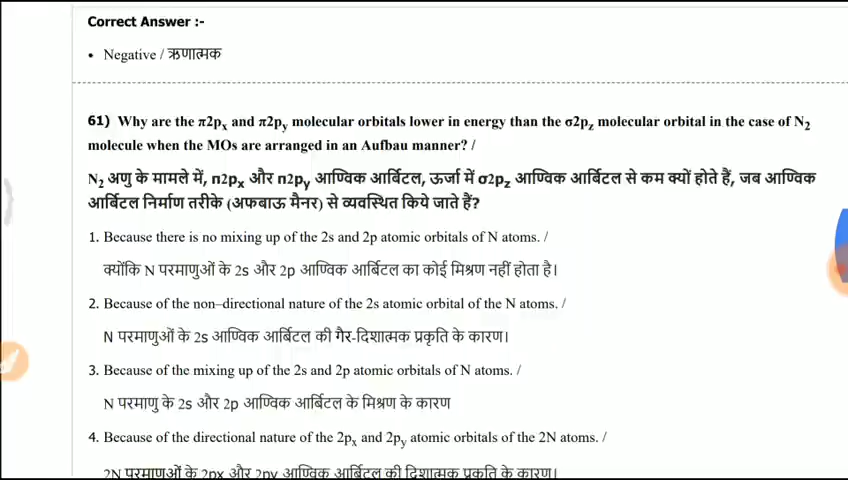 Correct Answer :-
• Negative / ऋणात्मक
61) Why are the π2px and π2py molecular orbitals lower in energy than the σ2pz molecular orbital in the case of N2
molecule when the MOs are arranged in an Aufbau manner? /
N2 अणु के मामले में, π2px और π2py आण्विक आर्बिटल, ऊर्जा में σ2pz आण्विक आर्बिटल से कम क्यों होते हैं, जब आण्विक
आर्बिटल निर्माण तरीके (अफबाऊ मैनर) से व्यवस्थित किये जाते हैं?
1. Because there is no mixing up of the 2s and 2p atomic orbitals of N atoms. /
क्योंकि N परमाणुओं के 2s और 2p आण्विक आर्बिटल का कोई मिश्रण नहीं होता है।
2. Because of the non–directional nature of the 2s atomic orbital of the N atoms. /
N परमाणुओं के 2s आण्विक आर्बिटल की गैर-दिशात्मक प्रकृति के कारण।
3. Because of the mixing up of the 2s and 2p atomic orbitals of N atoms. /
N परमाणु के 2s और 2p आण्विक आर्बिटल के मिश्रण के कारण
4. Because of the directional nature of the 2px and 2py atomic orbitals of the 2N atoms. /
2N परमाणुओं के 2px और 2py आण्विक आर्बिटल की दिशात्मक प्रकृति के कारण।